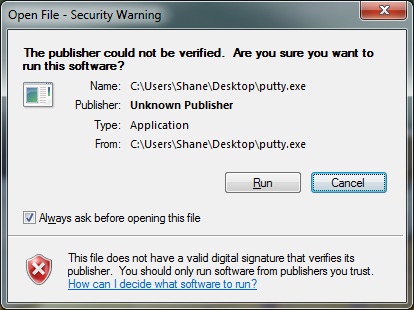 Open File - Security Warning
The publisher could not be verified.  Are you sure you want to
run this software?
Name: C:\Users\Shane\Desktop\putty.exe
Publisher: Unknown Publisher
Type: Application
From: C:\Users\Shane\Desktop\putty.exe
Run Cancel
Always ask before opening this file
This file does not have a valid digital signature that verifies its
publisher.  You should only run software from publishers you trust.
How can I decide what software to run?